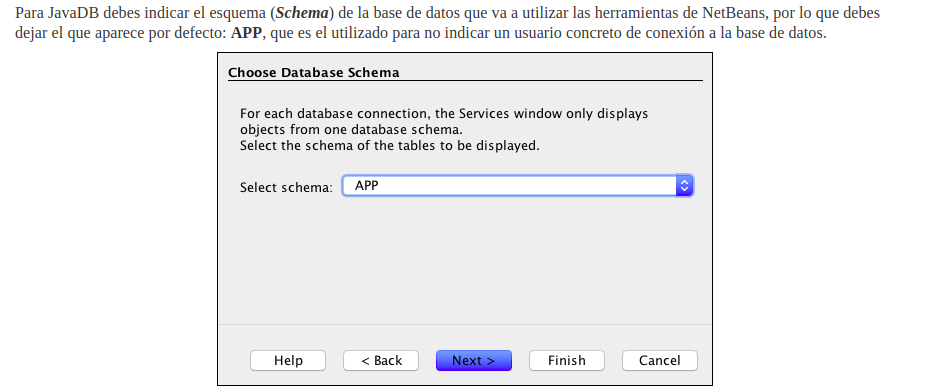 Para JavaDB debes indicar el esquema (Schema) de la base de datos que va a utilizar las herramientas de NetBeans, por lo que debes
dejar el que aparece por defecto: APP, que es el utilizado para no indicar un usuario concreto de conexión a la base de datos.
Choose Database Schema
For each database connection, the Services window only displays
objects from one database schema.
Select the schema of the tables to be displayed.
Select schema: APP
Help < Back Next > Finish Cancel